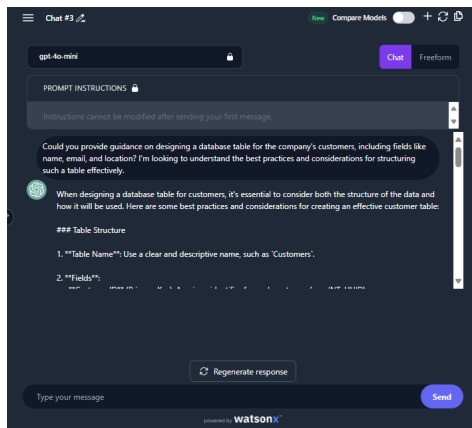 Chat #3
New Compare Models
gpt-4o-mini
Chat Freeform
PROMPT INSTRUCTIONS
Instructions cannot be modified after sending your first message.
Could you provide guidance on designing a database table for the company's customers, including fields like
name, email, and location? I'm looking to understand the best practices and considerations for structuring
such a table effectively.
When designing a database table for customers, it's essential to consider both the structure of the data and
how it will be used. Here are some best practices and considerations for creating an effective customer table:
### Table Structure
1. **Table Name**: Use a clear and descriptive name, such as `Customers`.
2. **Fields**:
Regenerate response
Type your message
Send
powered by watsonx